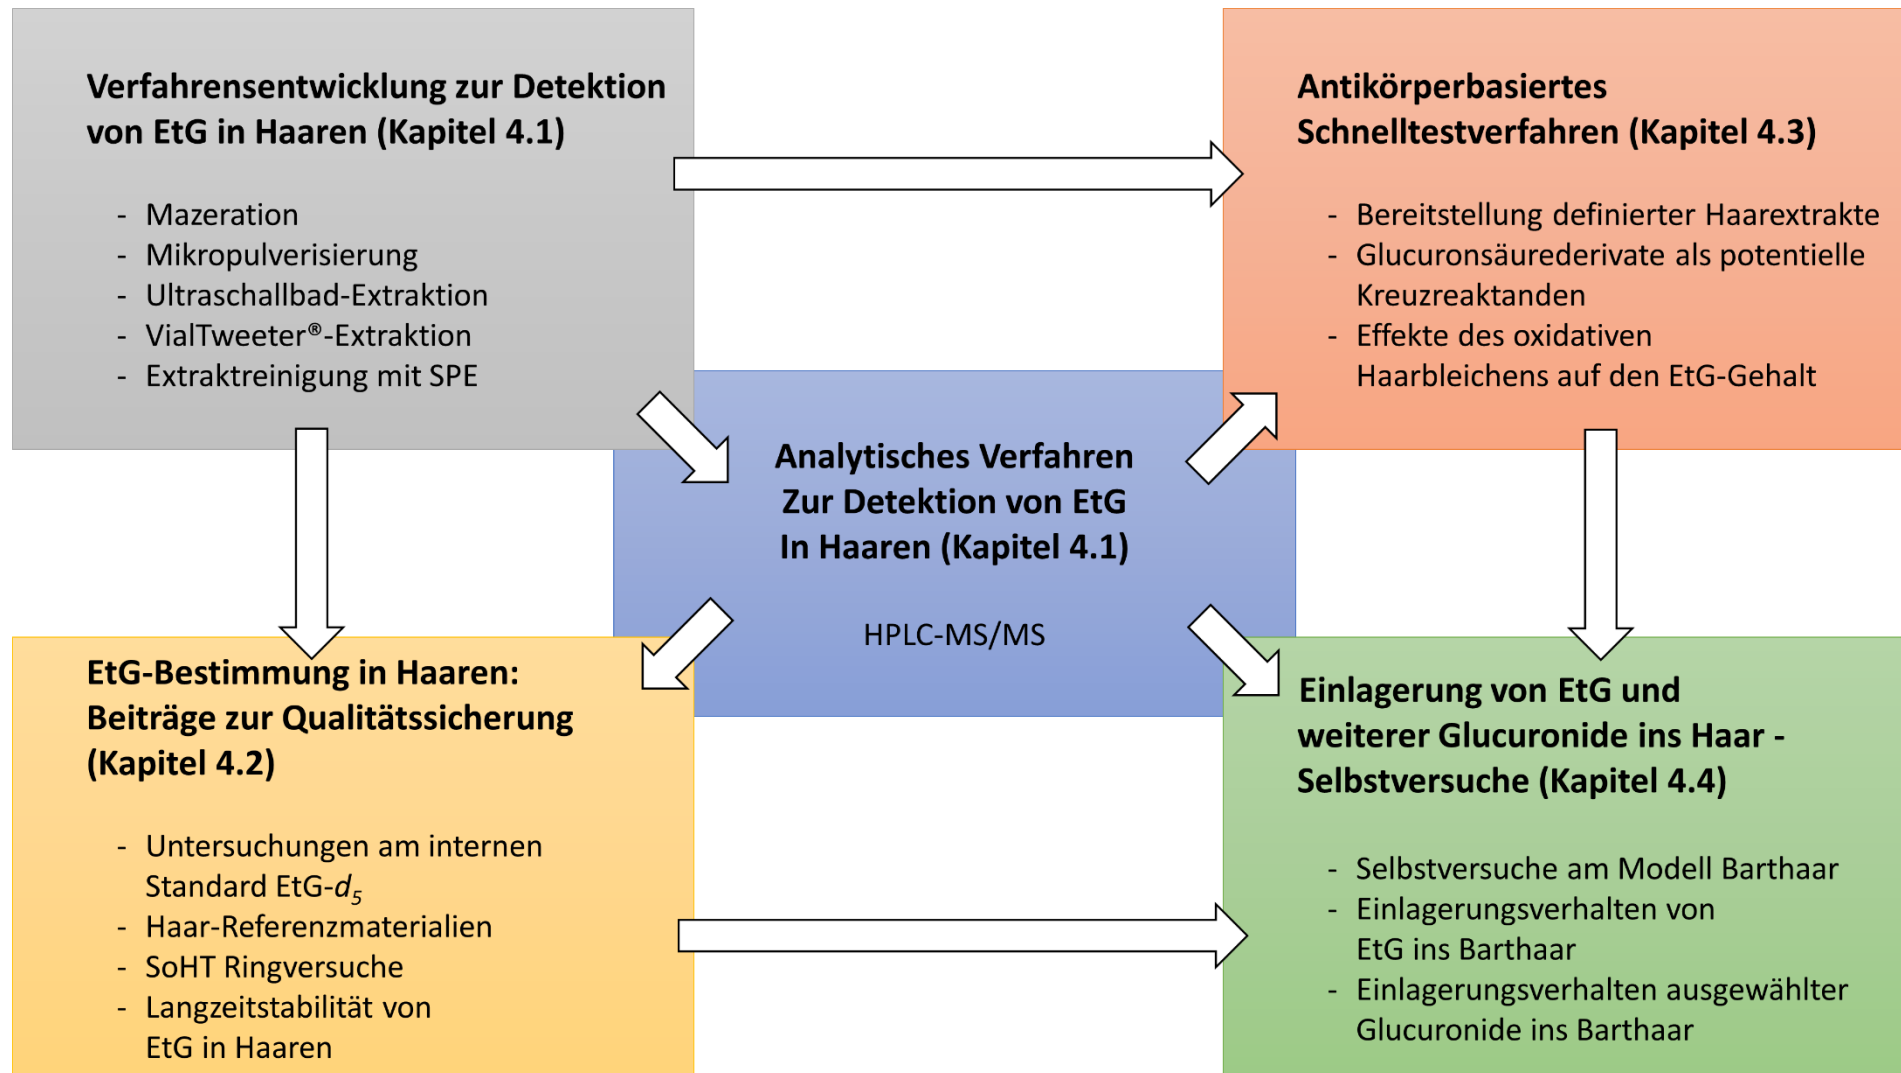 Verfahrensentwicklung zur Detektion
von EtG in Haaren (Kapitel 4.1)
- Mazeration
- Mikropulverisierung
- Ultraschallbad-Extraktion
- VialTweeter®-Extraktion
- Extraktreinigung mit SPE
Antikörperbasiertes
Schnelltestverfahren (Kapitel 4.3)
- Bereitstellung definierter Haarextrakte
- Glucuronsäurederivate als potentielle
Kreuzreaktanden
- Effekte des oxidativen
Haarbleichens auf den EtG-Gehalt
Analytisches Verfahren
Zur Detektion von EtG
In Haaren (Kapitel 4.1)
HPLC-MS/MS
EtG-Bestimmung in Haaren:
Beiträge zur Qualitätssicherung
(Kapitel 4.2)
- Untersuchungen am internen
Standard EtG-d5
- Haar-Referenzmaterialien
- SoHT Ringversuche
- Langzeitstabilität von
EtG in Haaren
Einlagerung von EtG und
weiterer Glucuronide ins Haar -
Selbstversuche (Kapitel 4.4)
- Selbstversuche am Modell Barthaar
- Einlagerungsverhalten von
EtG ins Barthaar
- Einlagerungsverhalten ausgewählter
Glucuronide ins Barthaar